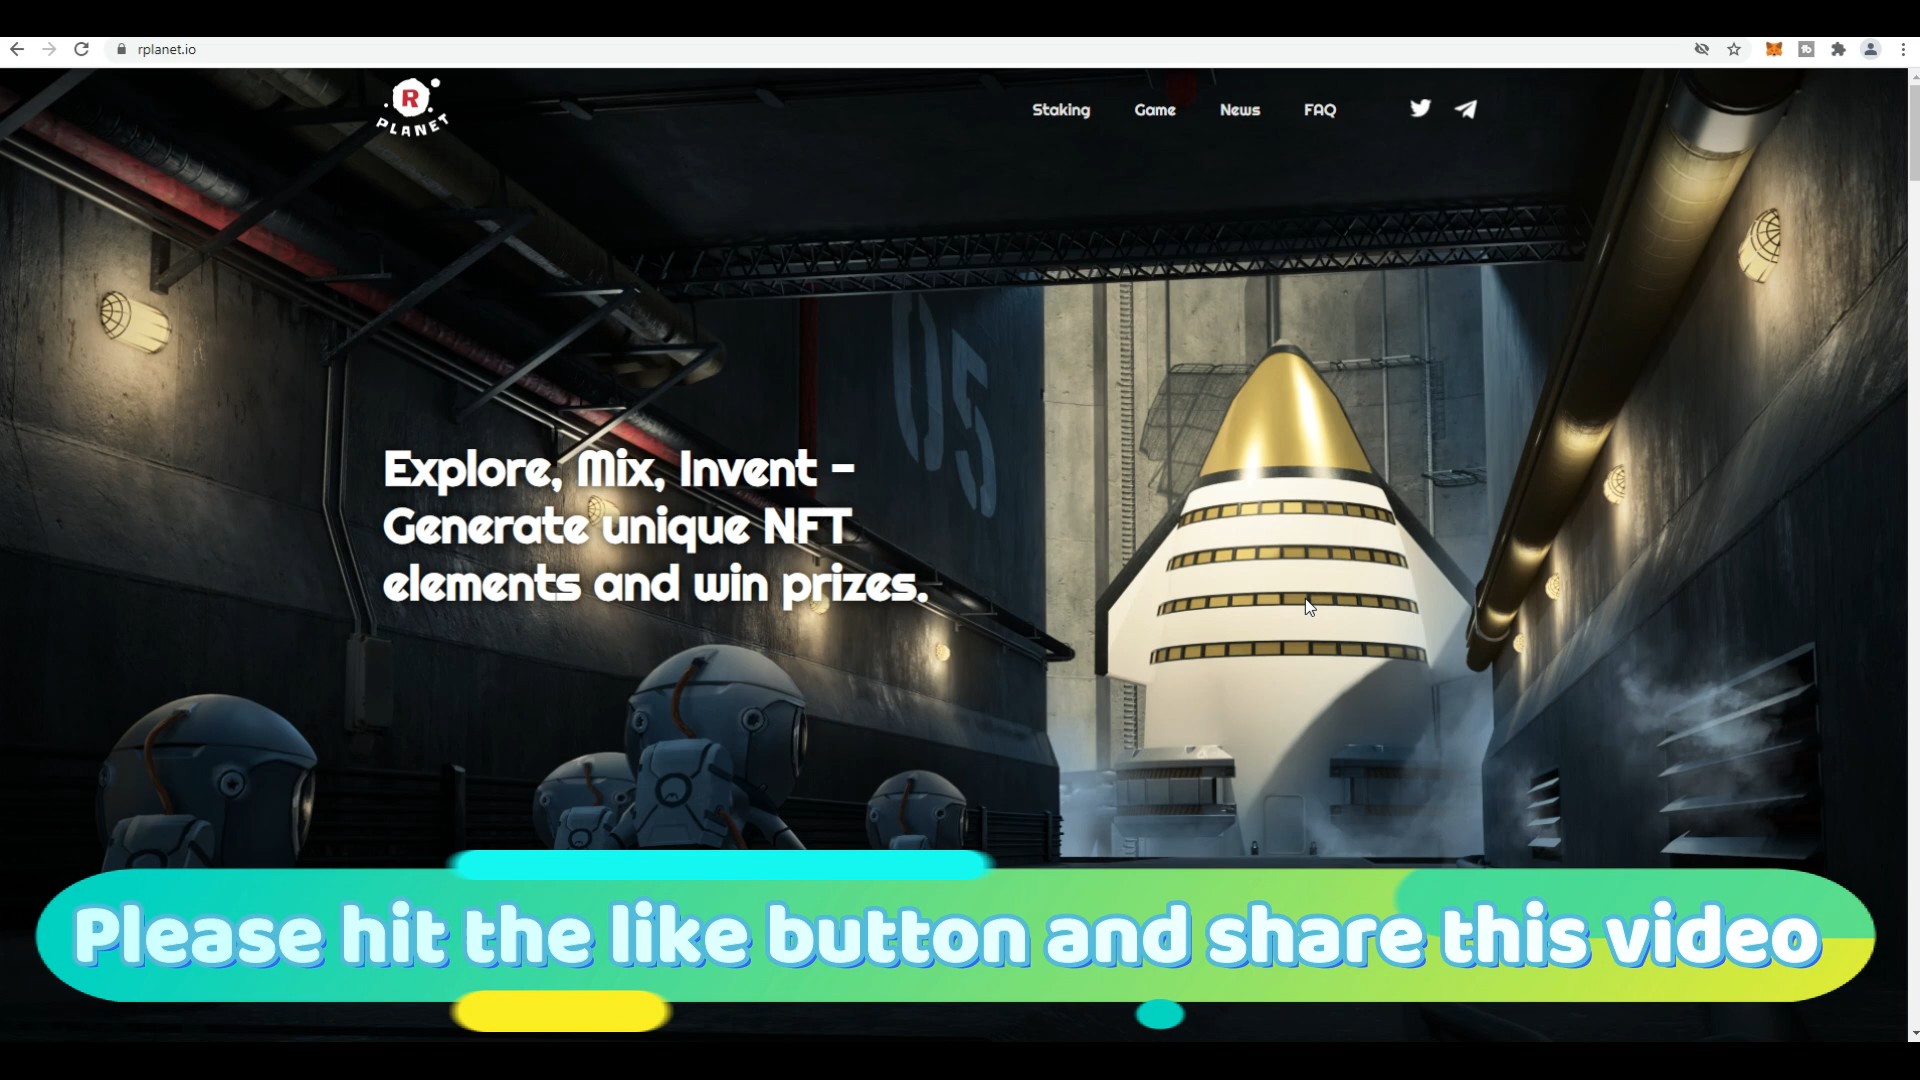 rplanet.io
R
PLANET
Staking Game News FAQ
05
Explore, Mix, Invent -
Generate unique NFT
elements and win prizes.
Please hit the like button and share this video